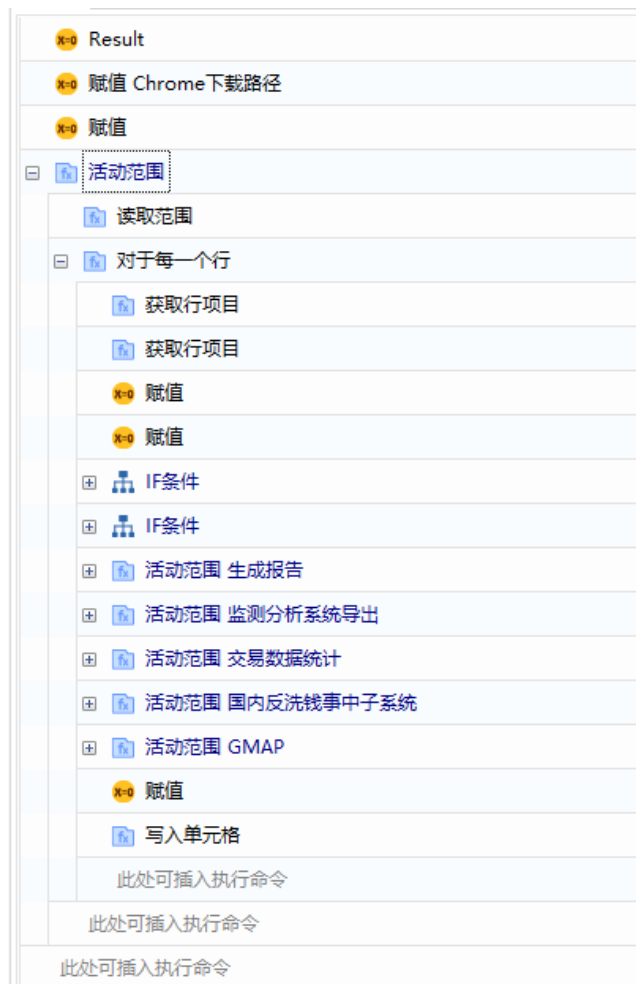 Result
赋值 Chrome下载路径
赋值
活动范围
读取范围
对于每一个行
获取行项目
获取行项目
赋值
赋值
IF条件
IF条件
活动范围 生成报告
活动范围 监测分析系统导出
活动范围 交易数据统计
活动范围 国内反洗钱事中子系统
活动范围 GMAP
赋值
写入单元格
此处可插入执行命令
此处可插入执行命令
此处可插入执行命令